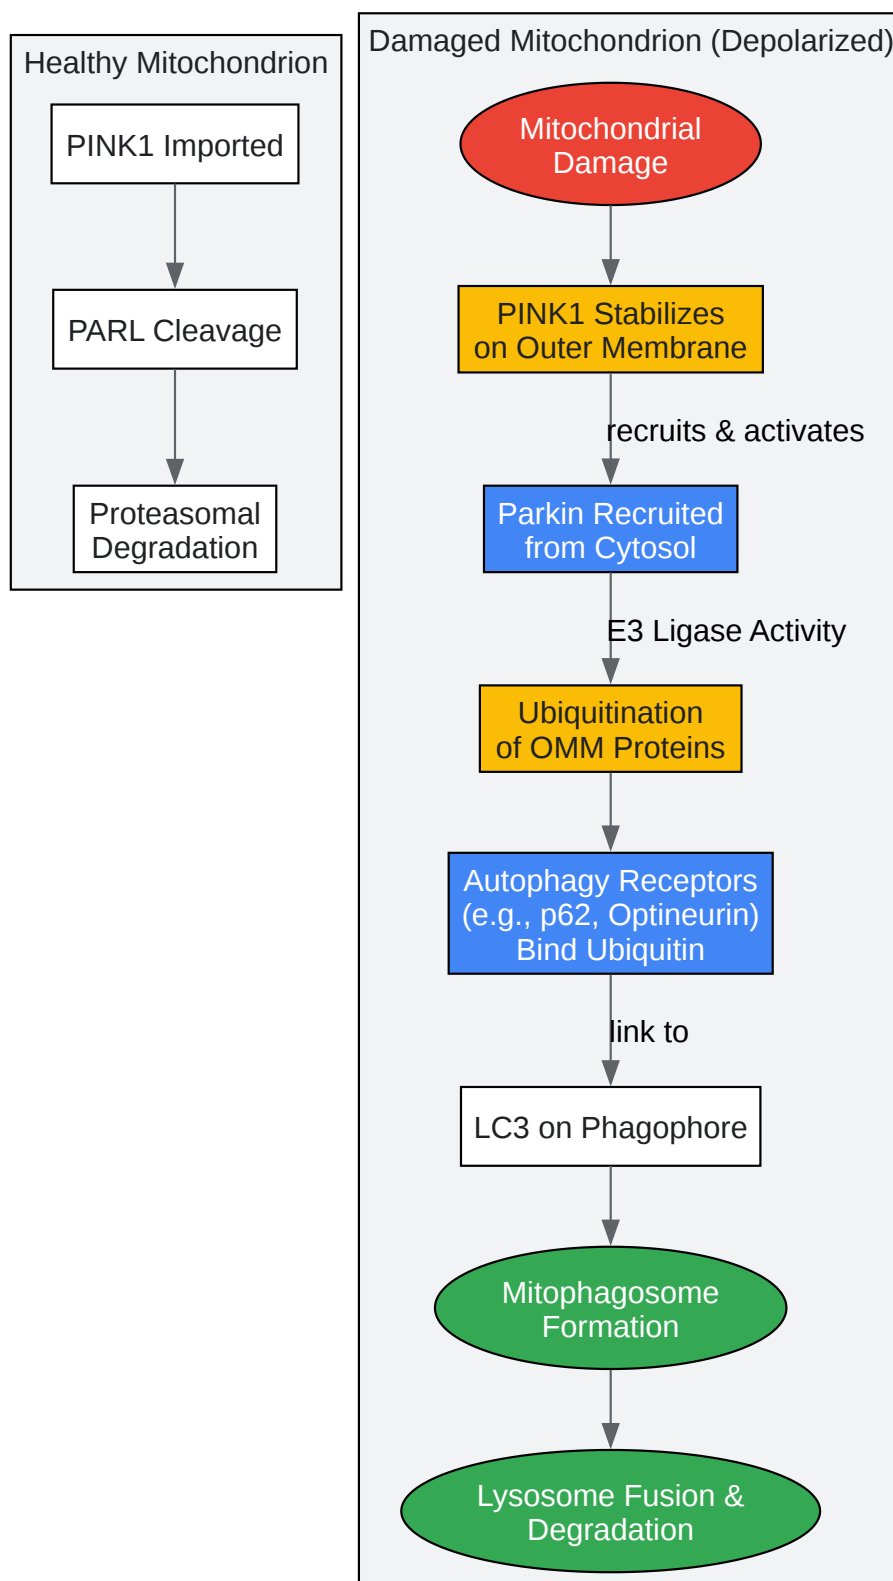 Healthy Mitochondrion
PINK1 Imported
PARL Cleavage
Proteasomal
Degradation
Damaged Mitochondrion (Depolarized)
Mitochondrial
Damage
PINK1 Stabilizes
on Outer Membrane
recruits & activates
Parkin Recruited
from Cytosol
E3 Ligase Activity
Ubiquitination
of OMM Proteins
Autophagy Receptors
(e.g., p62, Optineurin)
Bind Ubiquitin
link to
LC3 on Phagophore
Mitophagosome
Formation
Lysosome Fusion &
Degradation